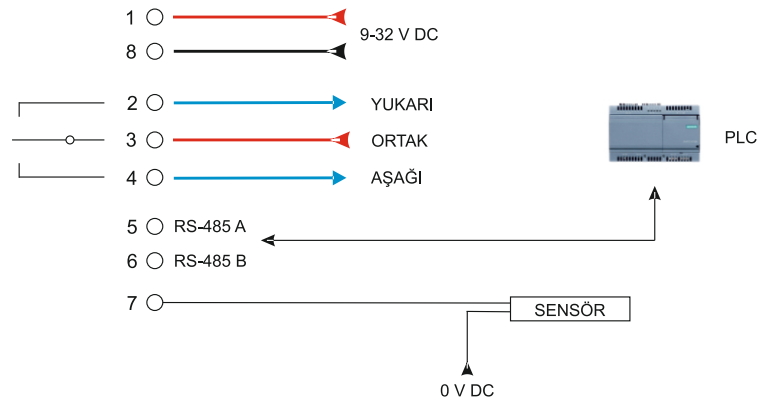 1
9-32 V DC
8
2 YUKARI
3 ORTAK
PLC
4 AŞAĞI
5 RS-485 A
6 RS-485 B
7
SENSÖR
0 V DC